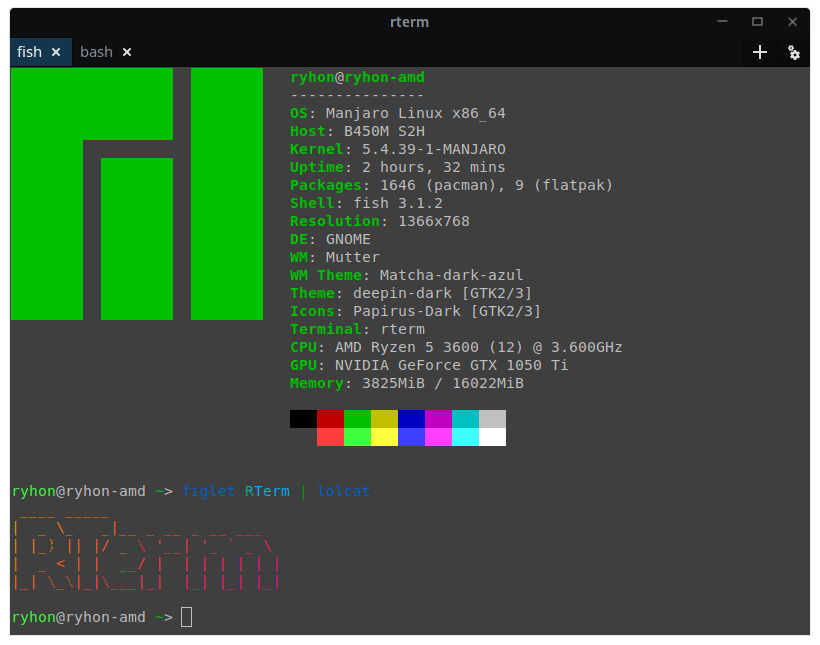 rterm
fish × bash ×
ryhon@ryhon-amd
---------------
OS: Manjaro Linux x86_64
Host: B450M S2H
Kernel: 5.4.39-1-MANJARO
Uptime: 2 hours, 32 mins
Packages: 1646 (pacman), 9 (flatpak)
Shell: fish 3.1.2
Resolution: 1366x768
DE: GNOME
WM: Mutter
WM Theme: Matcha-dark-azul
Theme: deepin-dark [GTK2/3]
Icons: Papirus-Dark [GTK2/3]
Terminal: rterm
CPU: AMD Ryzen 5 3600 (12) @ 3.600GHz
GPU: NVIDIA GeForce GTX 1050 Ti
Memory: 3825MiB / 16022MiB
ryhon@ryhon-amd ~> figlet RTerm | lolcat
RTerm
ryhon@ryhon-amd ~>